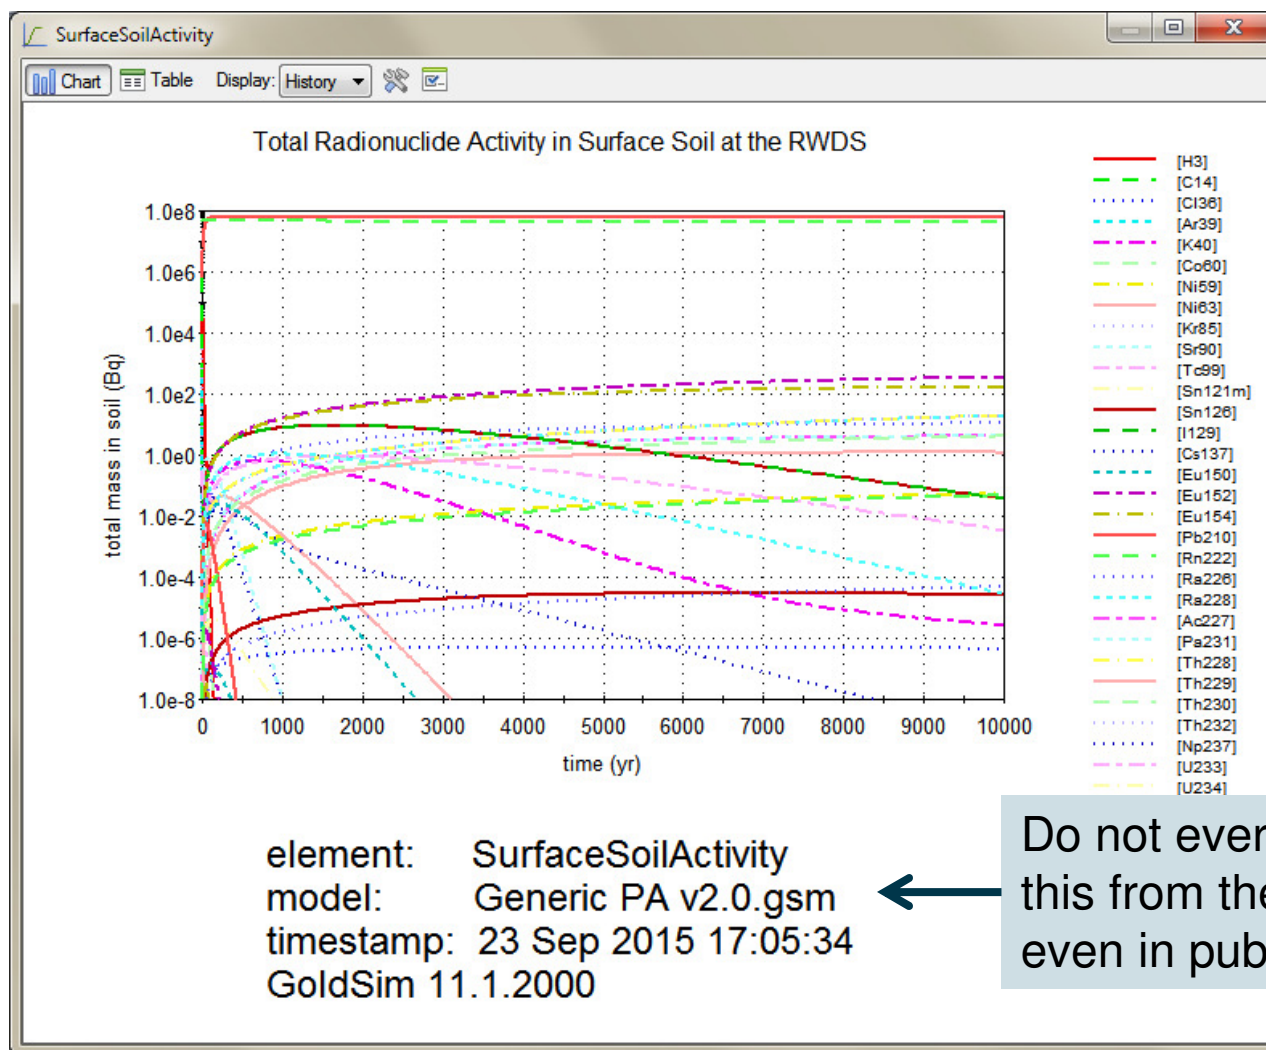 SurfaceSoilActivity
Chart Table Display: History
Total Radionuclide Activity in Surface Soil at the RWDS
total mass in soil (Bq)
1.0e8
1.0e6
1.0e4
1.0e2
1.0e0
1.0e-2
1.0e-4
1.0e-6
1.0e-8
0 1000 2000 3000 4000 5000 6000 7000 8000 9000 10000
time (yr)
[H3]
[C14]
[Cl36]
[Ar39]
[K40]
[Co60]
[Ni59]
[Ni63]
[Kr85]
[Sr90]
[Tc99]
[Sn121m]
[Sn126]
[I129]
[Cs137]
[Eu150]
[Eu152]
[Eu154]
[Pb210]
[Rn222]
[Ra226]
[Ra228]
[Ac227]
[Pa231]
[Th228]
[Th229]
[Th230]
[Th232]
[Np237]
[U233]
[U234]
element: SurfaceSoilActivity
model: Generic PA v2.0.gsm
timestamp: 23 Sep 2015 17:05:34
GoldSim 11.1.2000
Do not ever
this from the
even in pub